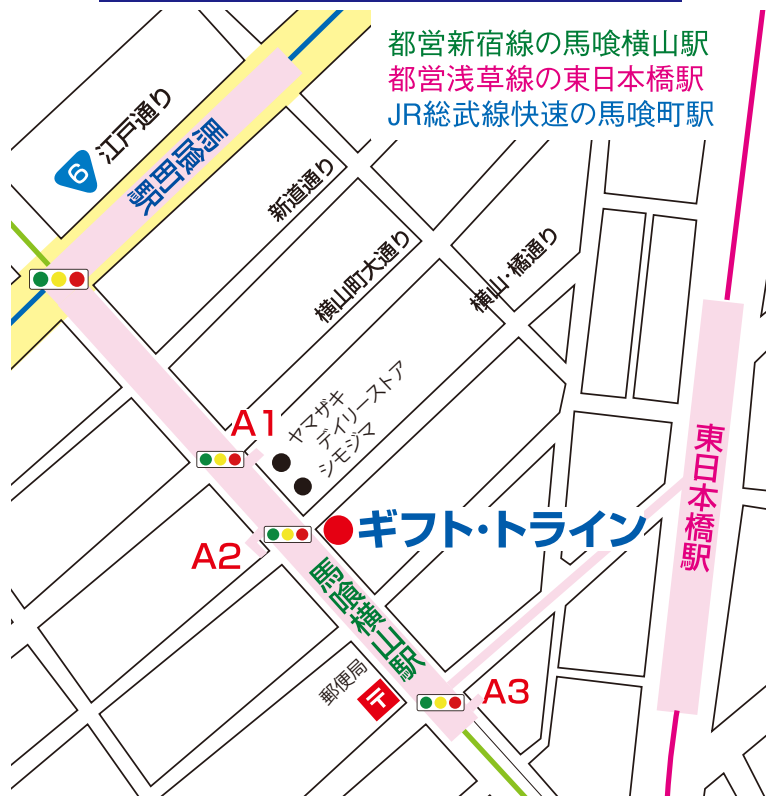 都営新宿線の馬喰横山駅
都営浅草線の東日本橋駅
JR総武線快速の馬喰町駅
6
江戸通り
馬喰町駅
新道通り
横山町大通り
横山・橘通り
A1
ヤマザキ
デイリーストア
シモジマ
東日本橋駅
ギフト・トライン
A2
馬喰横山駅
郵便局
〒
A3